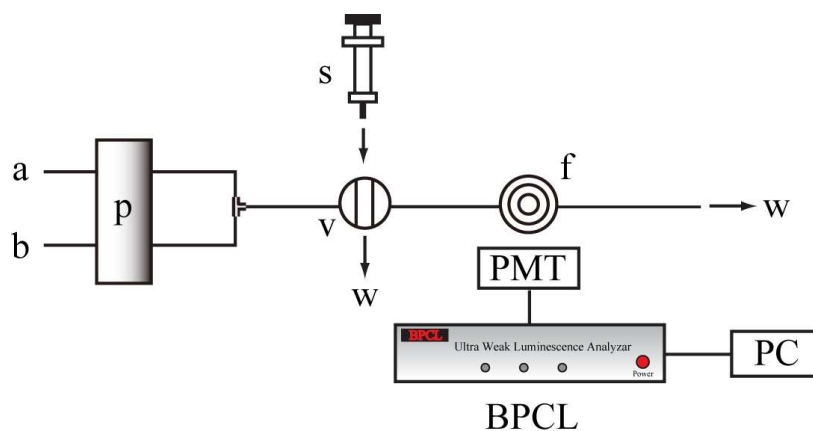 s
a
p
b
v
w
f
w
PMT
BPCL
Ultra Weak Luminescence Analyzar
Power
PC
BPCL